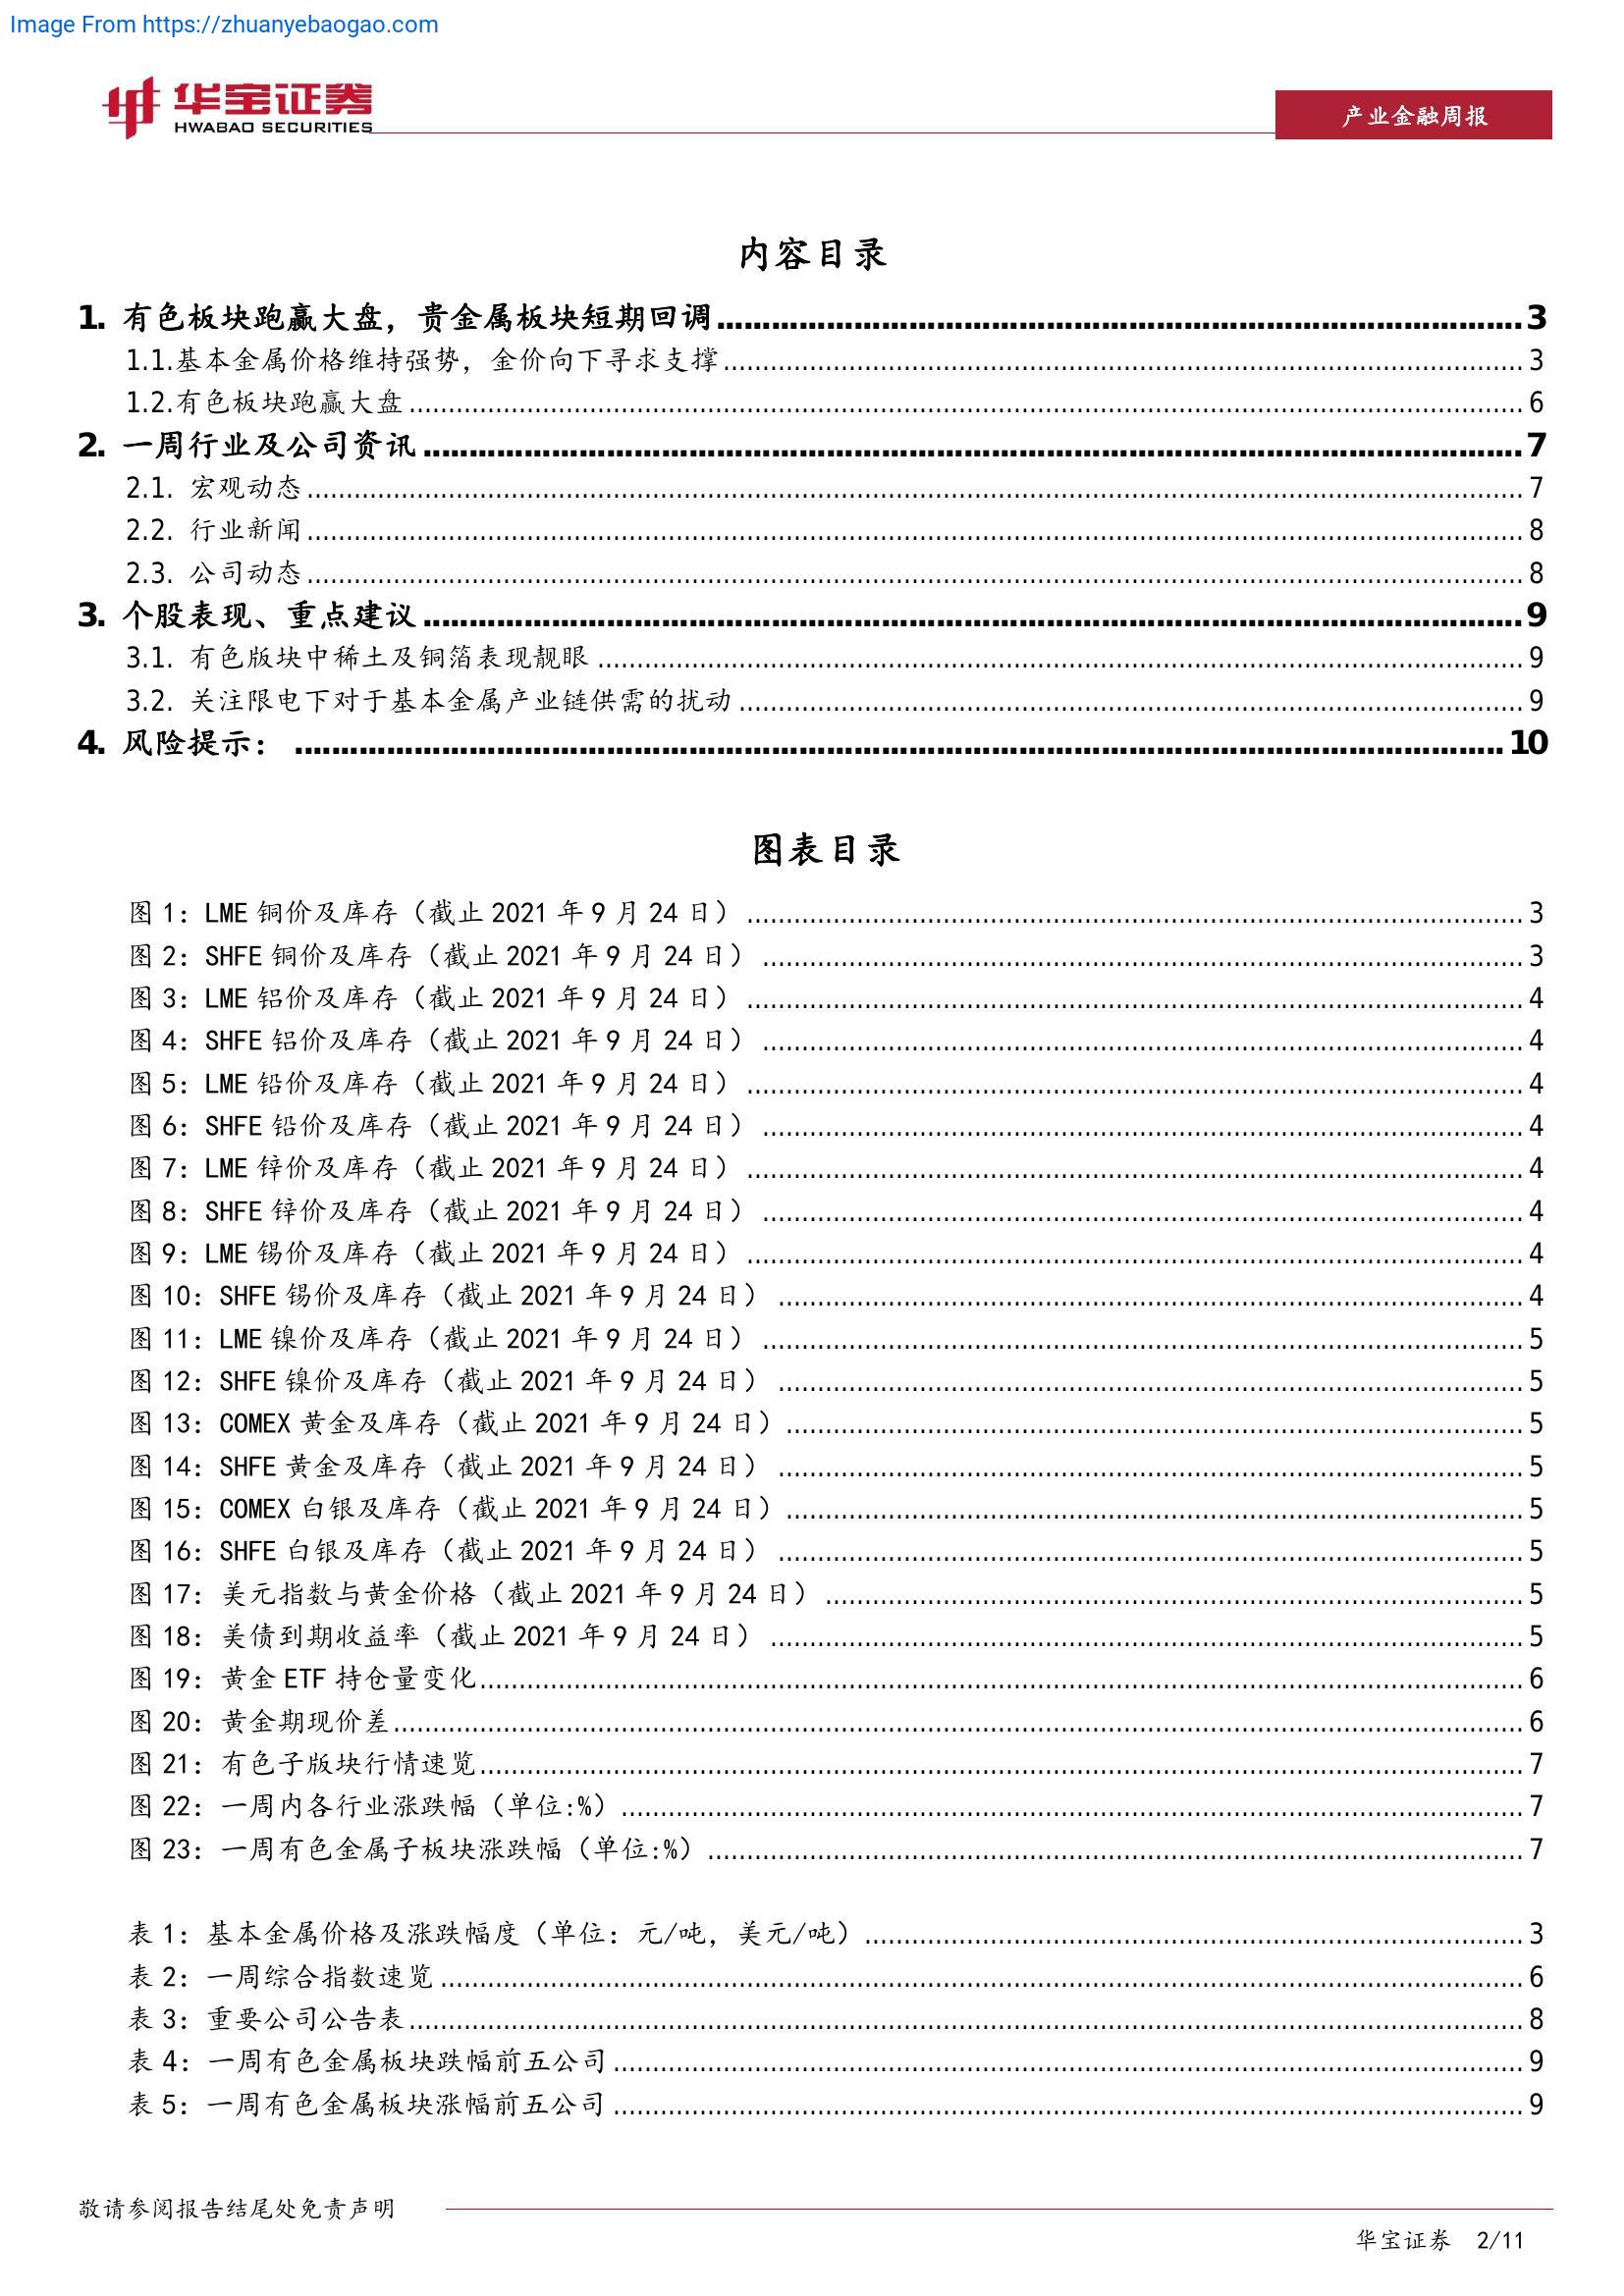 Image From https://zhuanyebaogao.com
华宝证券
HWABAO SECURITIES
产业金融周报
内容目录
1. 有色板块跑赢大盘，贵金属板块短期回调 3
1.1.基本金属价格维持强势，金价向下寻求支撑 3
1.2.有色板块跑赢大盘 6
2. 一周行业及公司资讯 7
2.1. 宏观动态 7
2.2. 行业新闻 8
2.3. 公司动态 8
3. 个股表现、重点建议 9
3.1. 有色版块中稀土及铜箔表现靓眼 9
3.2. 关注限电下对于基本金属产业链供需的扰动 9
4. 风险提示： 10
图表目录
图 1：LME 铜价及库存（截止 2021 年 9 月 24 日） 3
图 2：SHFE 铜价及库存（截止 2021 年 9 月 24 日） 3
图 3：LME 铝价及库存（截止 2021 年 9 月 24 日） 4
图 4：SHFE 铝价及库存（截止 2021 年 9 月 24 日） 4
图 5：LME 铅价及库存（截止 2021 年 9 月 24 日） 4
图 6：SHFE 铅价及库存（截止 2021 年 9 月 24 日） 4
图 7：LME 锌价及库存（截止 2021 年 9 月 24 日） 4
图 8：SHFE 锌价及库存（截止 2021 年 9 月 24 日） 4
图 9：LME 锡价及库存（截止 2021 年 9 月 24 日） 4
图 10：SHFE 锡价及库存（截止 2021 年 9 月 24 日） 4
图 11：LME 镍价及库存（截止 2021 年 9 月 24 日） 5
图 12：SHFE 镍价及库存（截止 2021 年 9 月 24 日） 5
图 13：COMEX 黄金及库存（截止 2021 年 9 月 24 日） 5
图 14：SHFE 黄金及库存（截止 2021 年 9 月 24 日） 5
图 15：COMEX 白银及库存（截止 2021 年 9 月 24 日） 5
图 16：SHFE 白银及库存（截止 2021 年 9 月 24 日） 5
图 17：美元指数与黄金价格（截止 2021 年 9 月 24 日） 5
图 18：美债到期收益率（截止 2021 年 9 月 24 日） 5
图 19：黄金 ETF 持仓量变化 6
图 20：黄金期现价差 6
图 21：有色子版块行情速览 7
图 22：一周内各行业涨跌幅（单位:%） 7
图 23：一周有色金属子板块涨跌幅（单位:%） 7
表 1：基本金属价格及涨跌幅度（单位：元/吨，美元/吨） 3
表 2：一周综合指数速览 6
表 3：重要公司公告表 8
表 4：一周有色金属板块跌幅前五公司 9
表 5：一周有色金属板块涨幅前五公司 9
敬请参阅报告结尾处免责声明
华宝证券 2/11